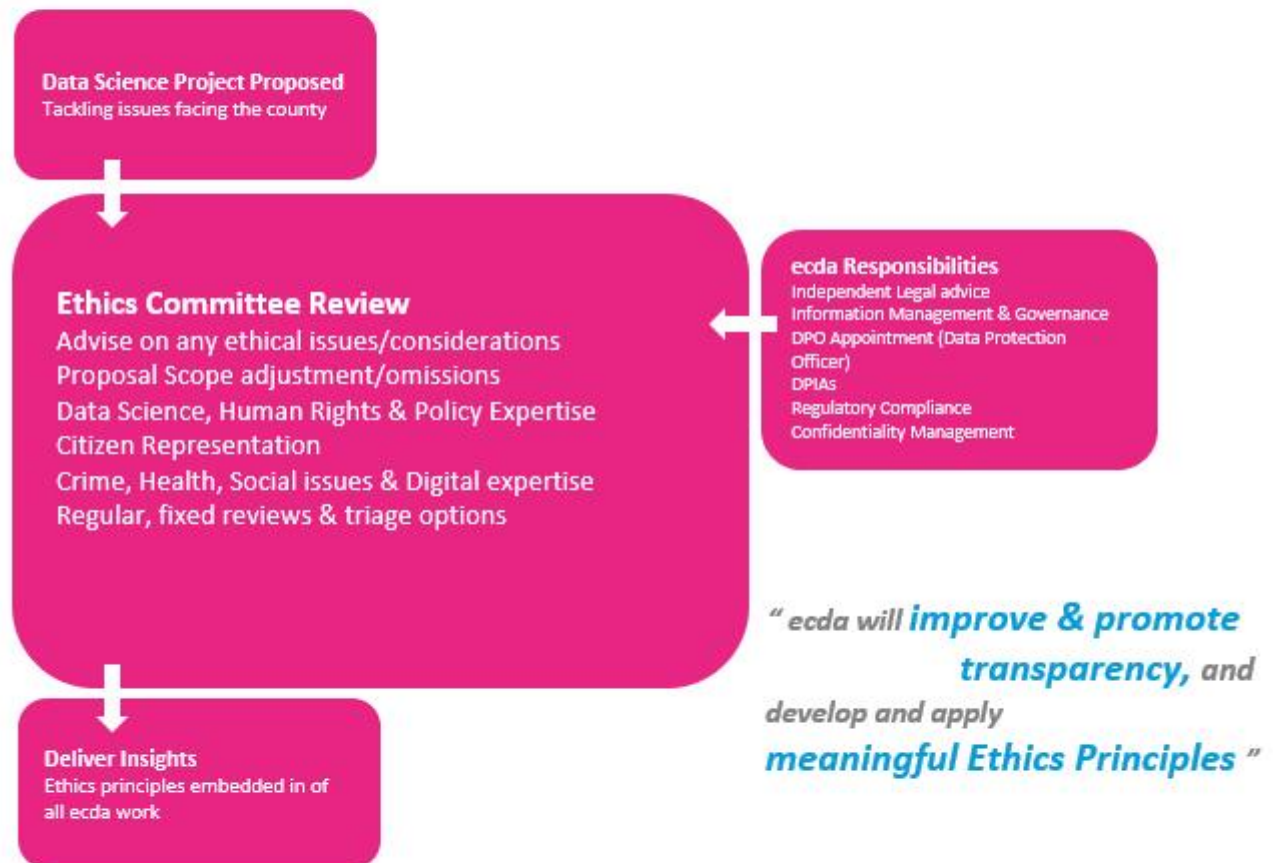 Data Science Project Proposed
Tackling issues facing the county
Ethics Committee Review
Advise on any ethical issues/considerations
Proposal Scope adjustment/omissions
Data Science, Human Rights & Policy Expertise
Citizen Representation
Crime, Health, Social issues & Digital expertise
Regular, fixed reviews & triage options
ecda Responsibilities
Independent Legal advice
Information Management & Governance
DPO Appointment (Data Protection
Officer)
DPIAs
Regulatory Compliance
Confidentiality Management
Deliver Insights
Ethics principles embedded in of
all ecda work
“ ecda will improve & promote
transparency, and
develop and apply
meaningful Ethics Principles ”